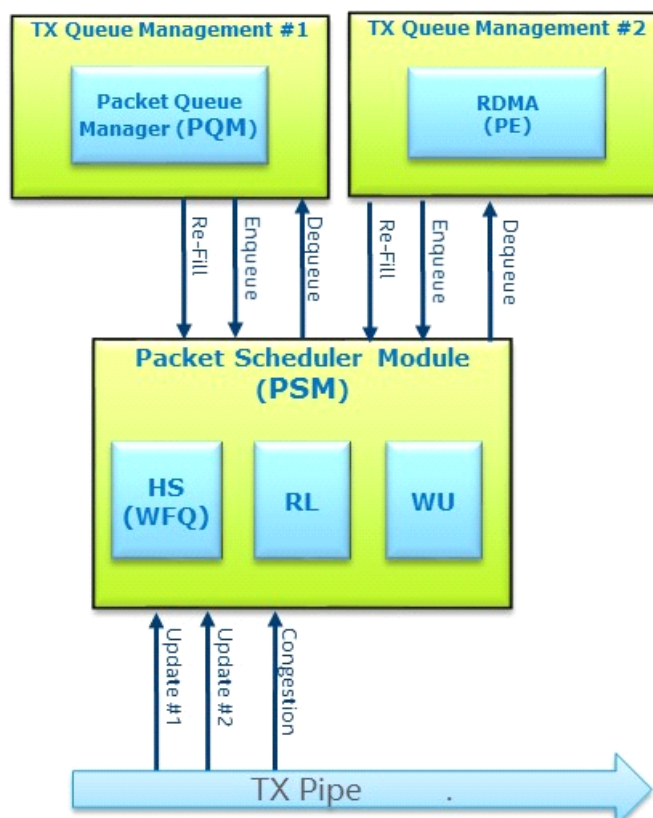 TX Queue Management #1
TX Queue Management #2
Packet Queue
Manager (PQM)
RDMA
(PE)
Re-Fill
Enqueue
Dequeue
Re-Fill
Enqueue
Dequeue
Packet Scheduler Module
(PSM)
HS
(WFQ)
RL
WU
Update #1
Update #2
Congestion
TX Pipe .